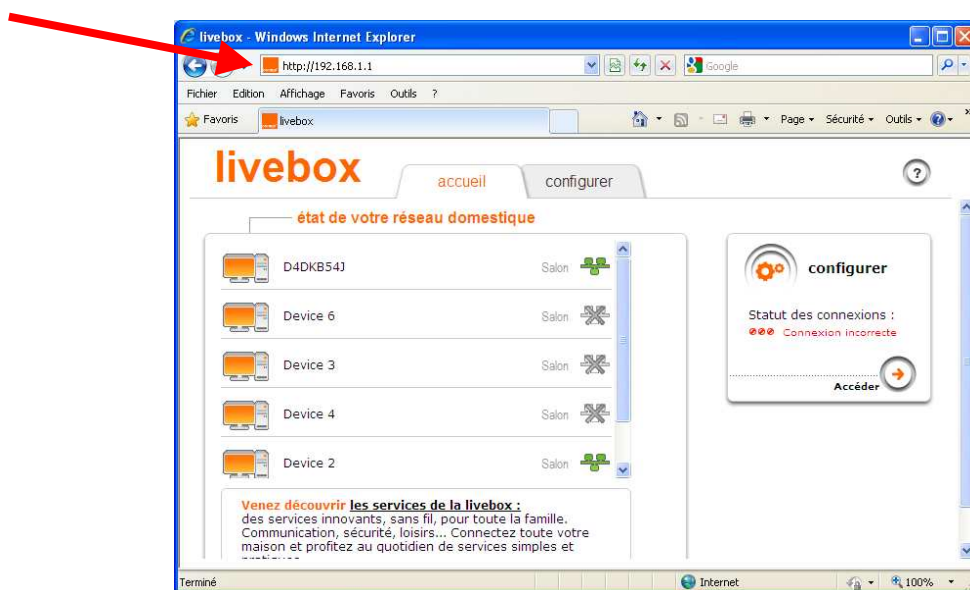 livebox - Windows Internet Explorer
http://192.168.1.1
Google
Fichier Edition Affichage Favoris Outils ?
Favoris livebox Page Sécurité Outils
livebox accueil configurer ?
état de votre réseau domestique
D4DKB54J Salon
Device 6 Salon
Device 3 Salon
Device 4 Salon
Device 2 Salon
configurer
Statut des connexions :
Connexion incorrecte
Accéder
Venez découvrir les services de la livebox :
des services innovants, sans fil, pour toute la famille.
Communication, sécurité, loisirs... Connectez toute votre
maison et profitez au quotidien de services simples et
Terminé Internet 100%